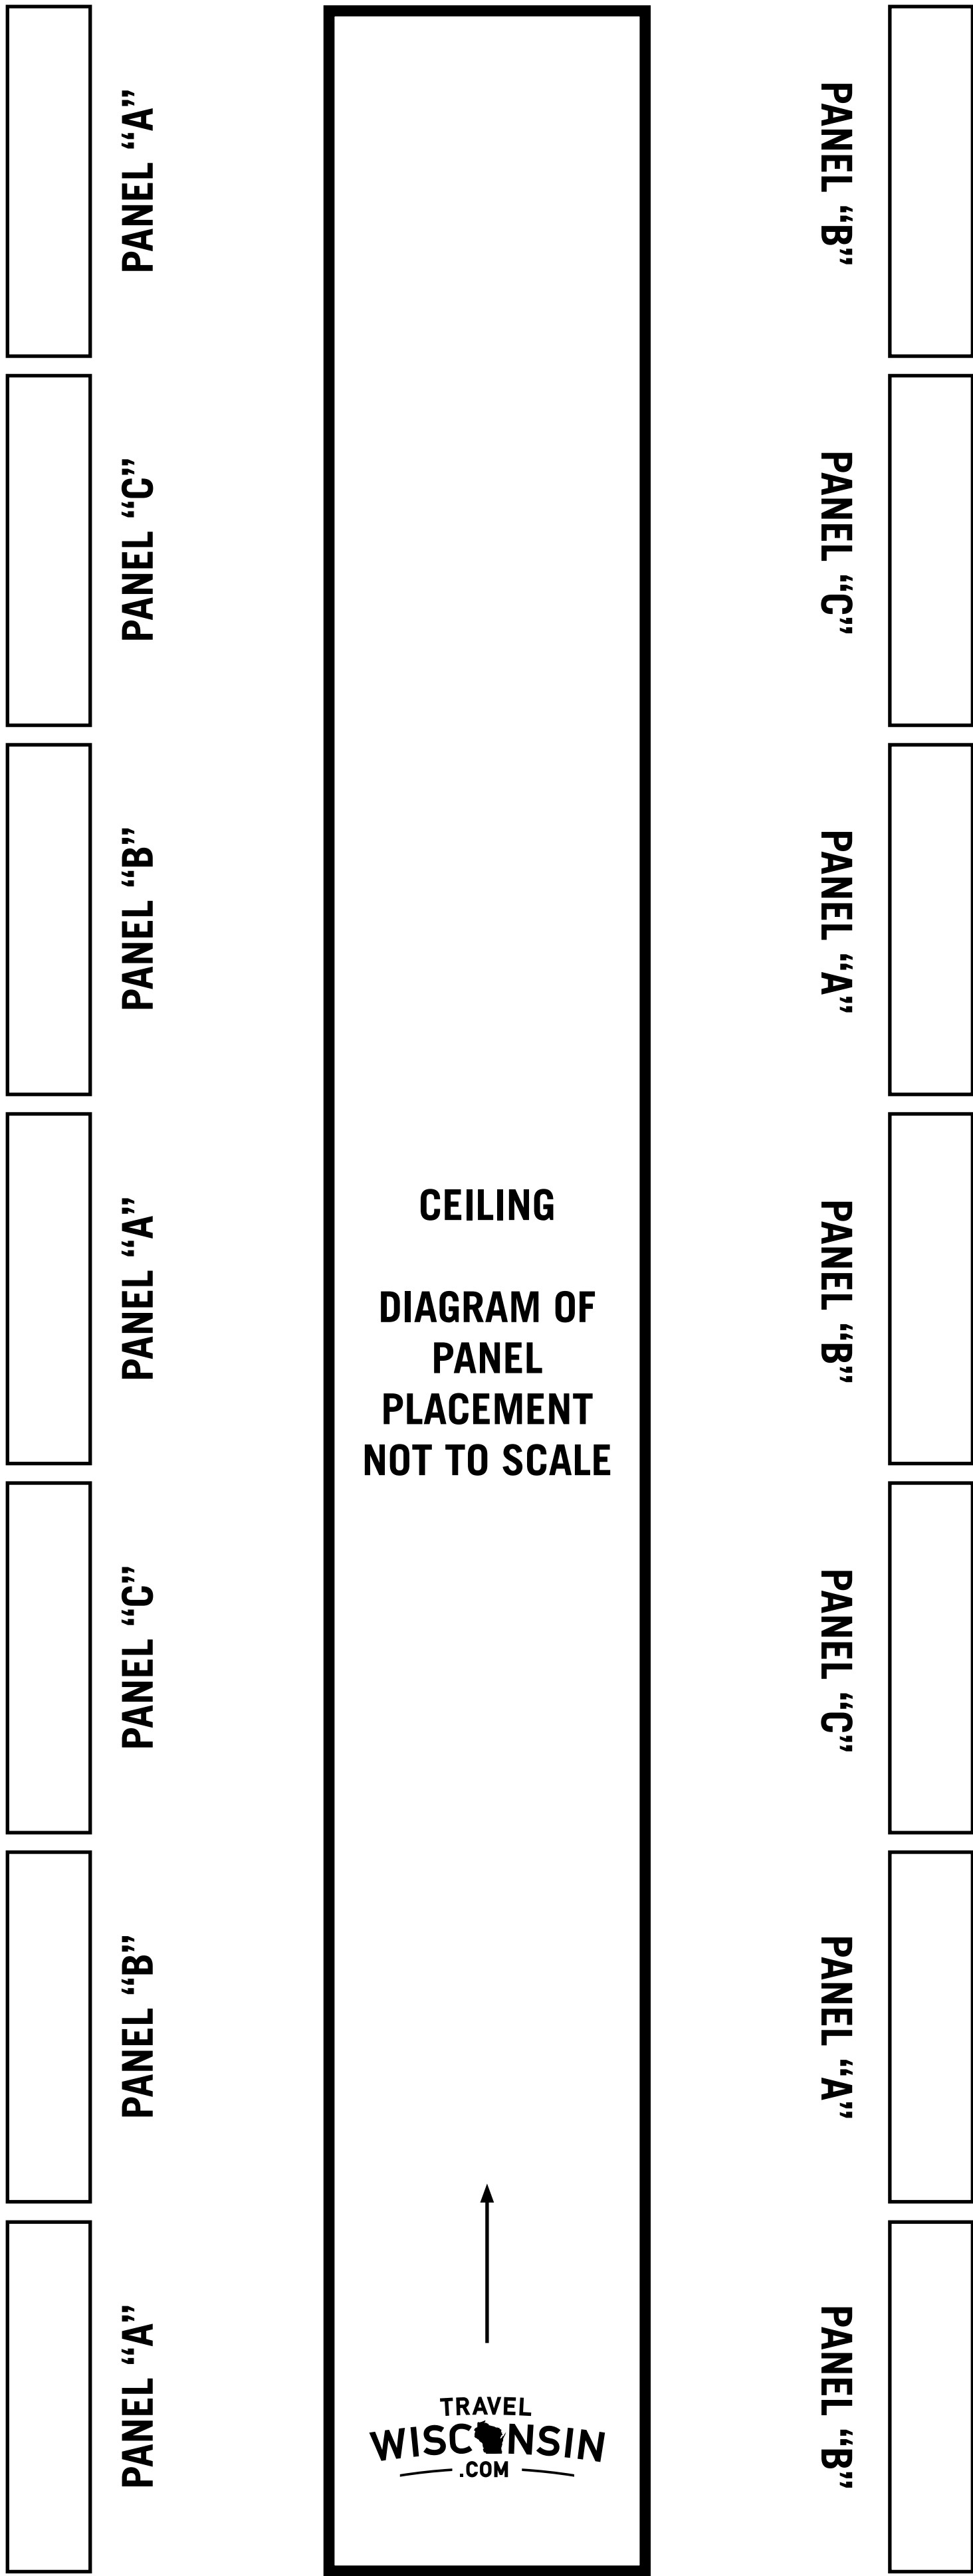 PANEL “A”
PANEL “C”
PANEL “B”
PANEL “A”
PANEL “C”
PANEL “B”
PANEL “A”
CEILING
DIAGRAM OF
PANEL
PLACEMENT
NOT TO SCALE
TRAVEL
WISCONSIN
.COM
PANEL “B”
PANEL “C”
PANEL “A”
PANEL “B”
PANEL “C”
PANEL “A”
PANEL “B”